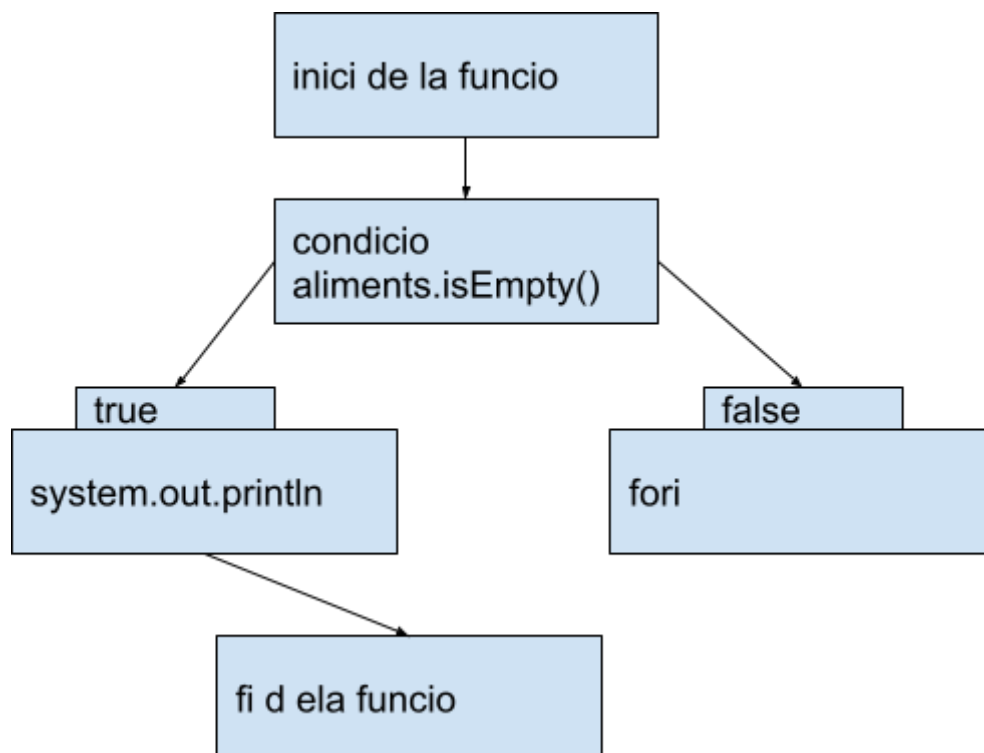 inici de la funcio
condicio
aliments.isEmpty()
true
false
system.out.println
fori
fi d ela funcio